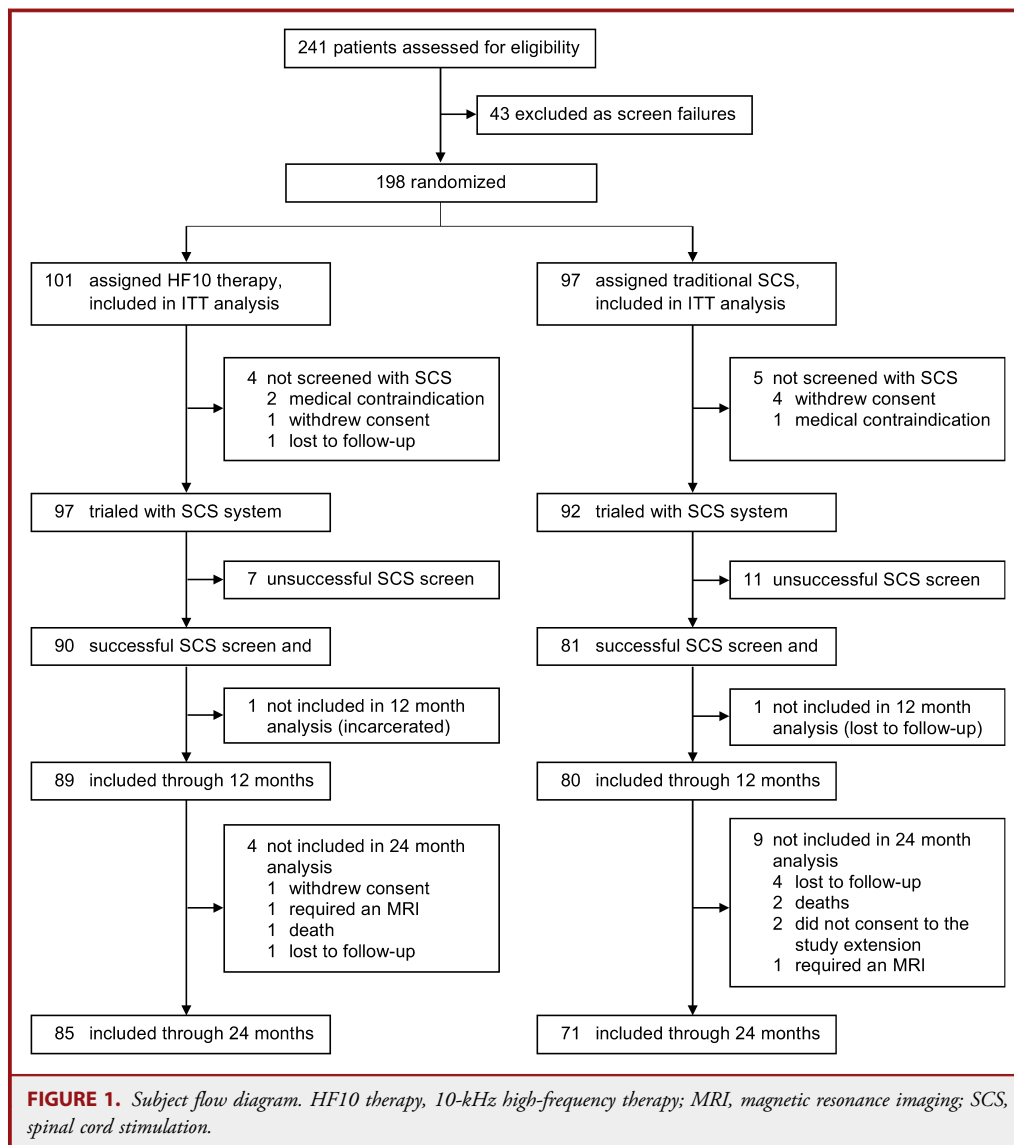 241 patients assessed for eligibility
43 excluded as screen failures
198 randomized
101 assigned HF10 therapy,
included in ITT analysis
97 assigned traditional SCS,
included in ITT analysis
4 not screened with SCS
2 medical contraindication
1 withdrew consent
1 lost to follow-up
5 not screened with SCS
4 withdrew consent
1 medical contraindication
97 trialed with SCS system
92 trialed with SCS system
7 unsuccessful SCS screen
11 unsuccessful SCS screen
90 successful SCS screen and
81 successful SCS screen and
1 not included in 12 month
analysis (incarcerated)
1 not included in 12 month
analysis (lost to follow-up)
89 included through 12 months
80 included through 12 months
4 not included in 24 month
analysis
1 withdrew consent
1 required an MRI
1 death
1 lost to follow-up
9 not included in 24 month
analysis
4 lost to follow-up
2 deaths
2 did not consent to the
study extension
1 required an MRI
85 included through 24 months
71 included through 24 months
FIGURE 1. Subject flow diagram. HF10 therapy, 10-kHz high-frequency therapy; MRI, magnetic resonance imaging; SCS,
spinal cord stimulation.